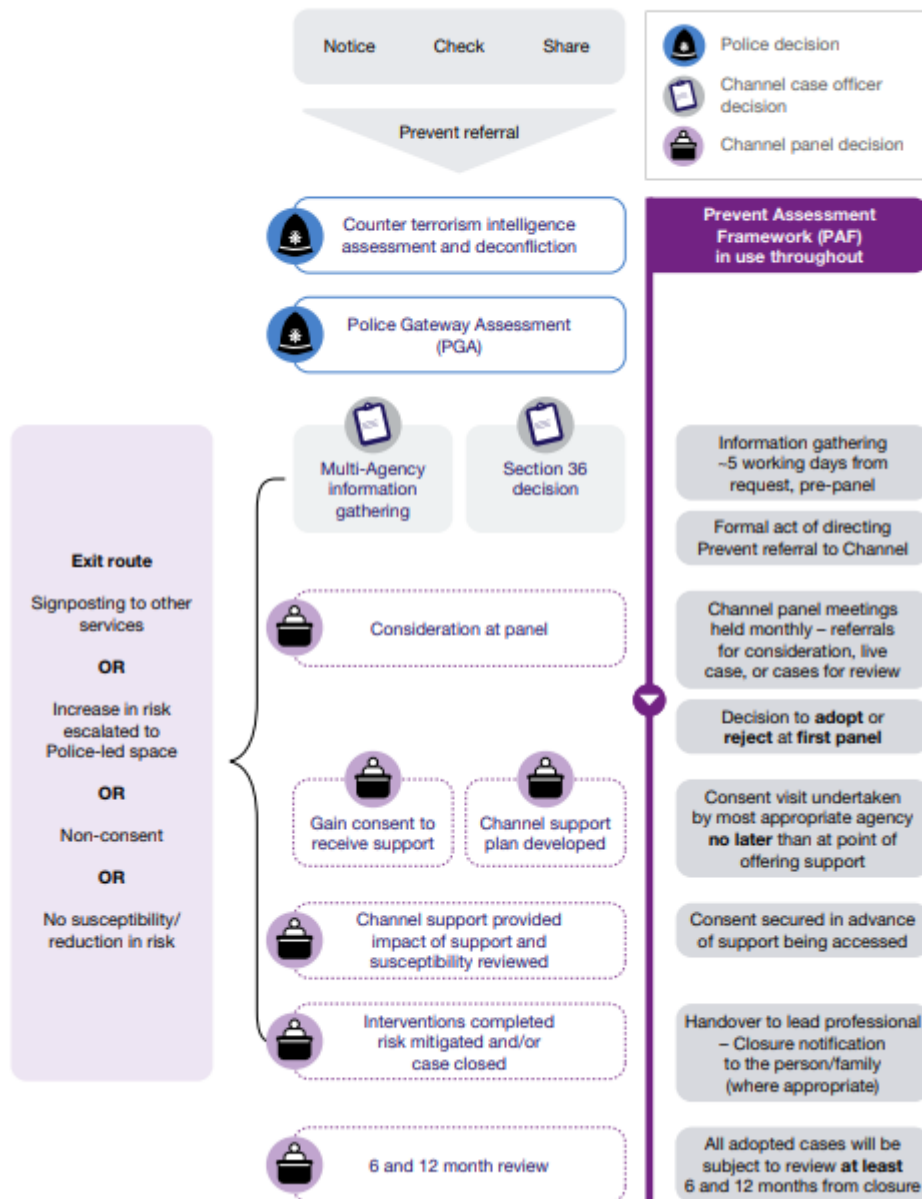 Notice Check Share
Prevent referral
Police decision
Channel case officer
decision
Channel panel decision
Counter terrorism intelligence
assessment and deconfliction
Police Gateway Assessment
(PGA)
Prevent Assessment
Framework (PAF)
in use throughout
Multi-Agency
information
gathering
Section 36
decision
Information gathering
~5 working days from
request, pre-panel
Formal act of directing
Prevent referral to Channel
Exit route
Signposting to other
services
OR
Increase in risk
escalated to
Police-led space
OR
Non-consent
OR
No susceptibility/
reduction in risk
Consideration at panel
Channel panel meetings
held monthly – referrals
for consideration, live
case, or cases for review
Decision to adopt or
reject at first panel
Gain consent to
receive support
Channel support
plan developed
Consent visit undertaken
by most appropriate agency
no later than at point of
offering support
Channel support provided
impact of support and
susceptibility reviewed
Consent secured in advance
of support being accessed
Interventions completed
risk mitigated and/or
case closed
Handover to lead professional
– Closure notification
to the person/family
(where appropriate)
6 and 12 month review
All adopted cases will be
subject to review at least
6 and 12 months from closure